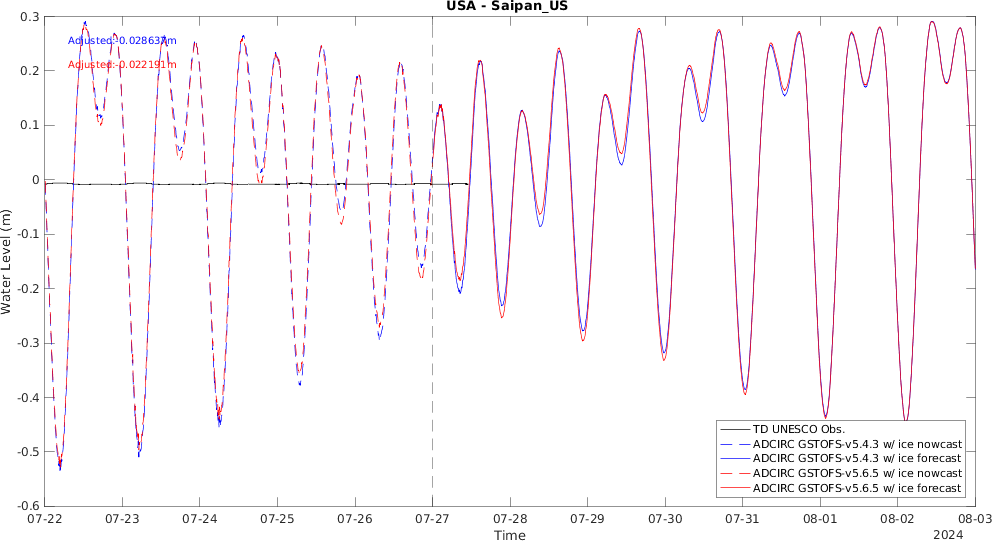 USA - Saipan_US
Adjusted:-0.028637m
Adjusted:-0.022191m
Water Level (m)
0.3
0.2
0.1
0
-0.1
-0.2
-0.3
-0.4
-0.5
-0.6
TD UNESCO Obs.
ADCIRC GSTOFS-v5.4.3 w/ ice nowcast
ADCIRC GSTOFS-v5.4.3 w/ ice forecast
ADCIRC GSTOFS-v5.6.5 w/ ice nowcast
ADCIRC GSTOFS-v5.6.5 w/ ice forecast
07-22 07-23 07-24 07-25 07-26 07-27 07-28 07-29 07-30 07-31 08-01 08-02 08-03
Time
2024